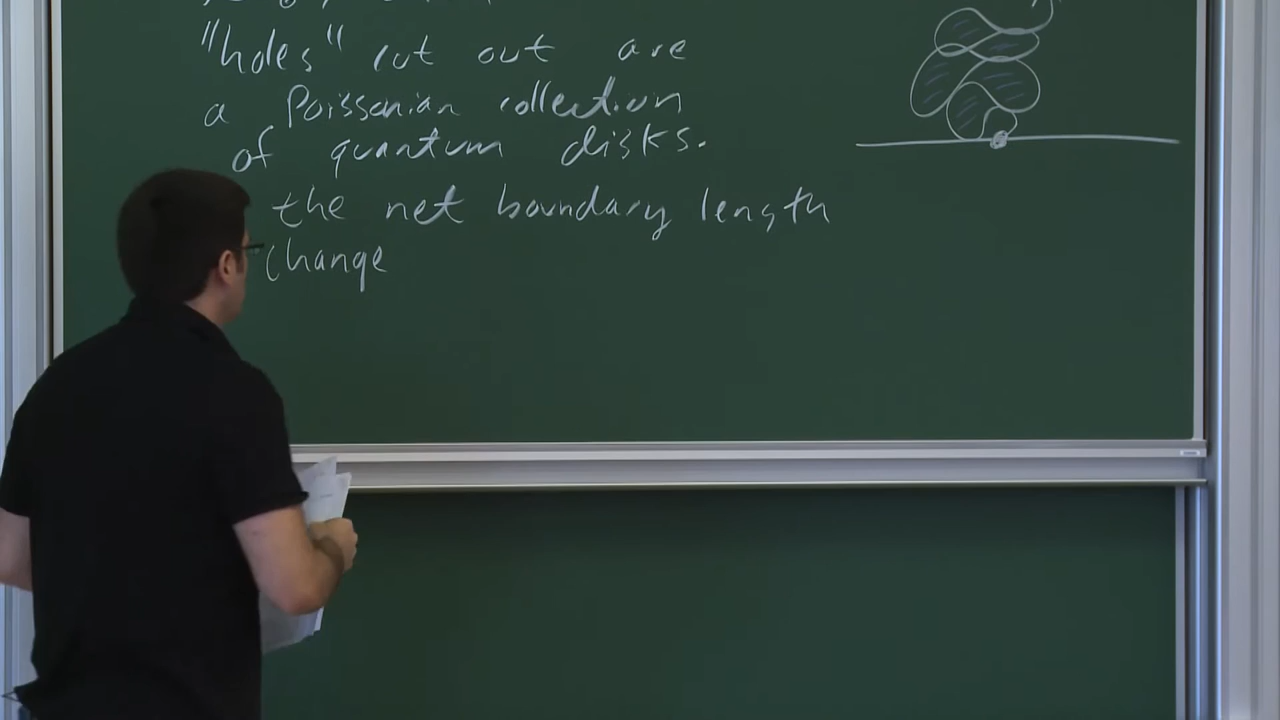 "holes" cut out are
a Poissonian collection
of quantum disks.
the net boundary length
change